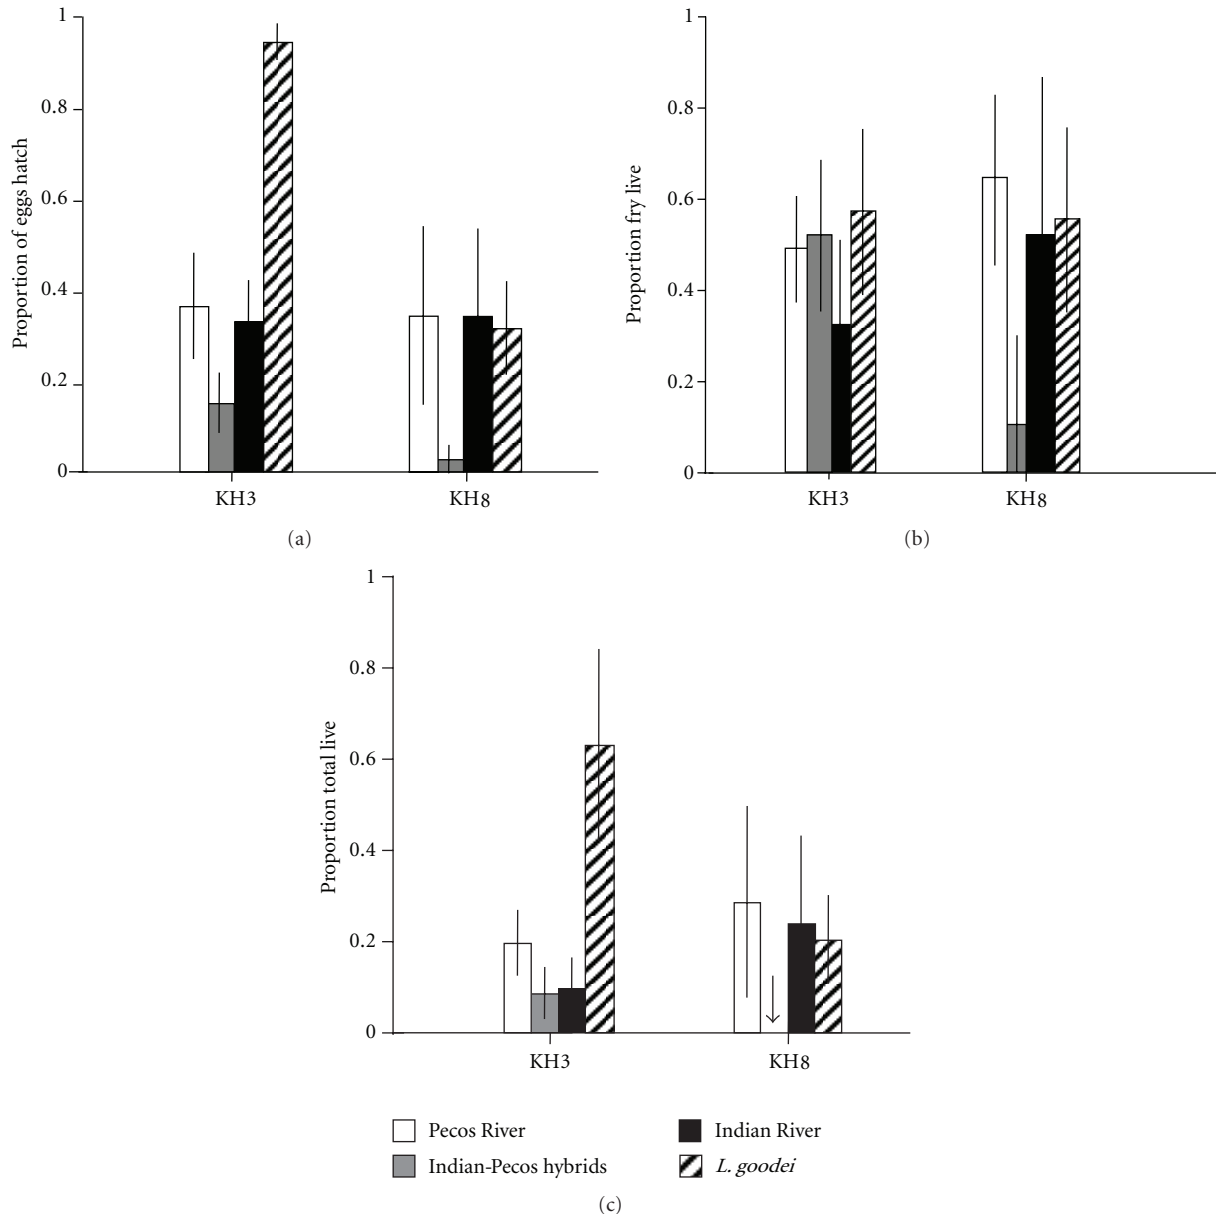 1
0.8
0.6
0.4
0.2
0
Proportion of eggs hatch
KH3 KH8
(a)
1
0.8
0.6
0.4
0.2
0
Proportion fry live
KH3 KH8
(b)
1
0.8
0.6
0.4
0.2
0
Proportion total live
KH3 KH8
Pecos River
Indian-Pecos hybrids
Indian River
L. goodei
(c)